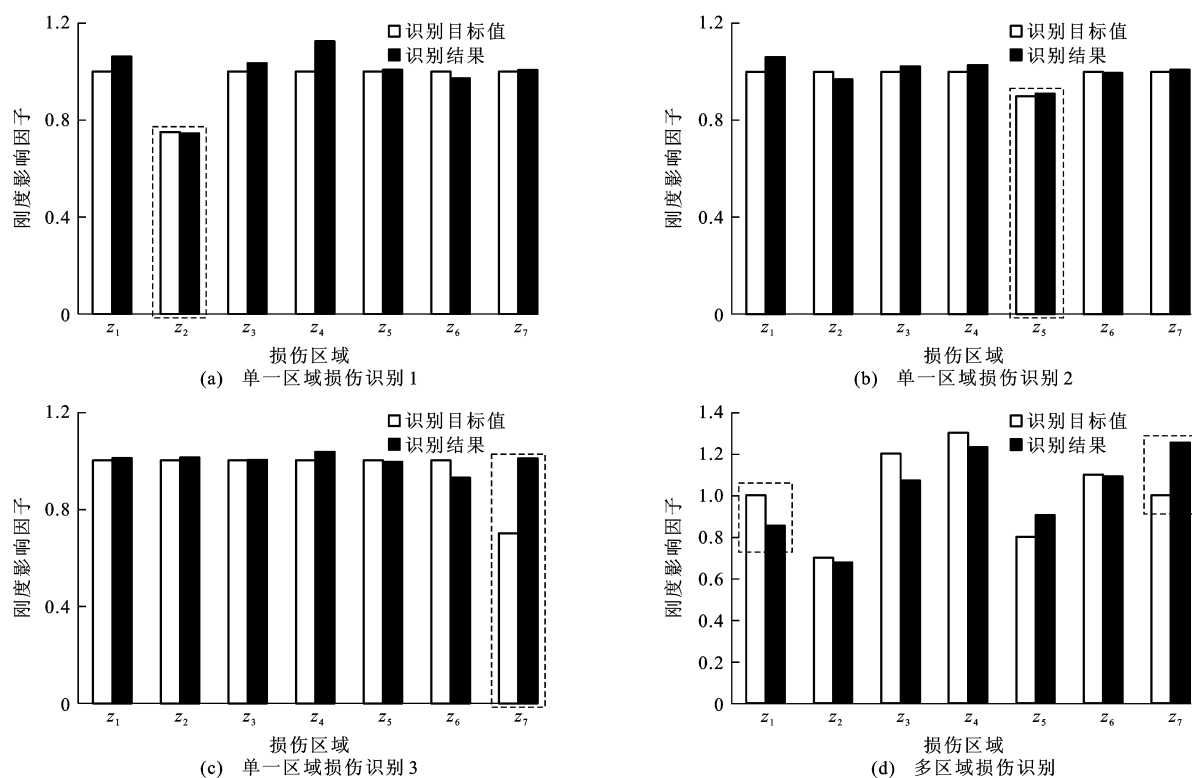 1.2
0.8
0.4
0
刚度影响因子
识别目标值
识别结果
z1 z2 z3 z4 z5 z6 z7
损伤区域
(a) 单一区域损伤识别1
1.2
0.8
0.4
0
刚度影响因子
识别目标值
识别结果
z1 z2 z3 z4 z5 z6 z7
损伤区域
(b) 单一区域损伤识别2
1.2
0.8
0.4
0
刚度影响因子
识别目标值
识别结果
z1 z2 z3 z4 z5 z6 z7
损伤区域
(c) 单一区域损伤识别3
1.4
1.2
1.0
0.8
0.6
0.4
0.2
0
刚度影响因子
识别目标值
识别结果
z1 z2 z3 z4 z5 z6 z7
损伤区域
(d) 多区域损伤识别